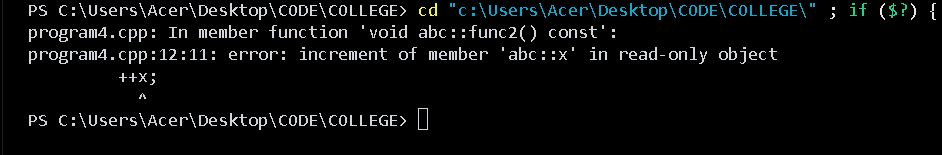 PS C:\Users\Acer\Desktop\CODE\COLLEGE> cd "c:\Users\Acer\Desktop\CODE\COLLEGE\" ; if ($?) {
program4.cpp: In member function 'void abc::func2() const':
program4.cpp:12:11: error: increment of member 'abc::x' in read-only object
++x;
^
PS C:\Users\Acer\Desktop\CODE\COLLEGE>